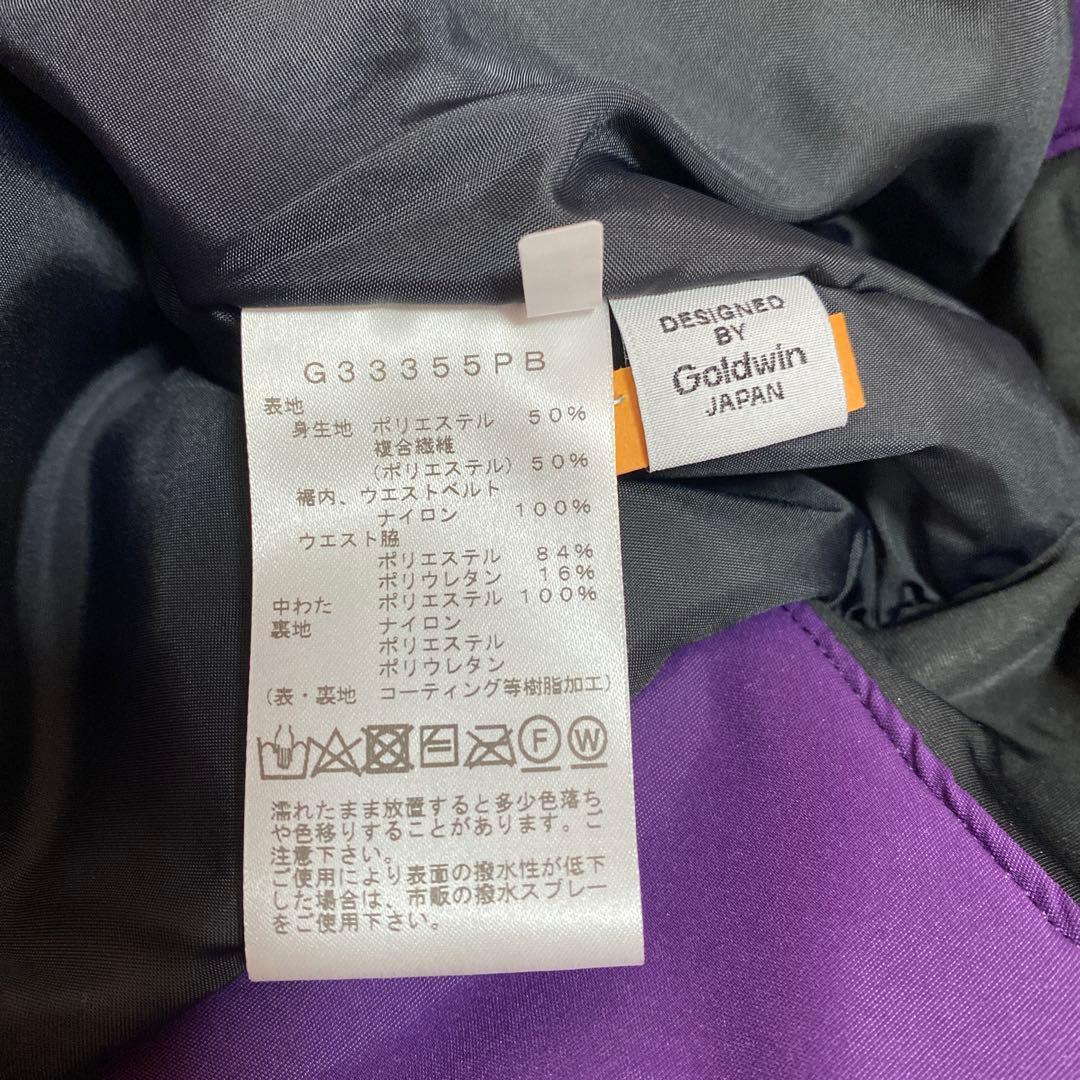 G33355PB
表地
身生地 ポリエステル 50%
複合繊維
(ポリエステル) 50%
裾内、ウエストベルト
ナイロン 100%
ウエスト脇
ポリエステル 84%
ポリウレタン 16%
中わた ポリエステル 100%
裏地 ナイロン
ポリエステル
ポリウレタン
(表・裏地 コーティング等樹脂加工)
F W
濡れたまま放置すると多少色落ち
や色移りすることがあります。ご
注意下さい。
ご使用により表面の撥水性が低下
した場合は、市販の撥水スプレー
をご使用下さい。
DESIGNED
BY
Goldwin
JAPAN